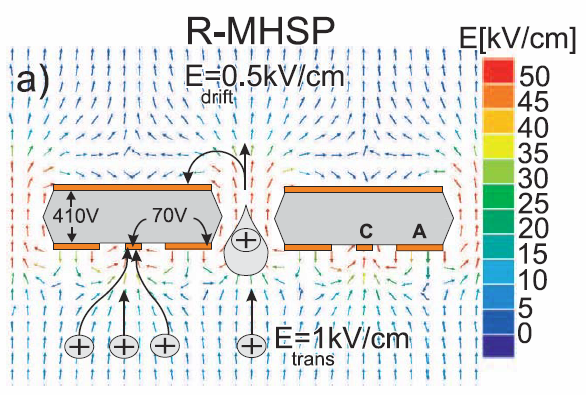 R-MHSP
E[kV/cm]
a)
E=0.5kV/cm
drift
50
45
40
35
30
25
20
15
10
5
0
410V
70V
C
A
+
+ + + +
E=1kV/cm
trans